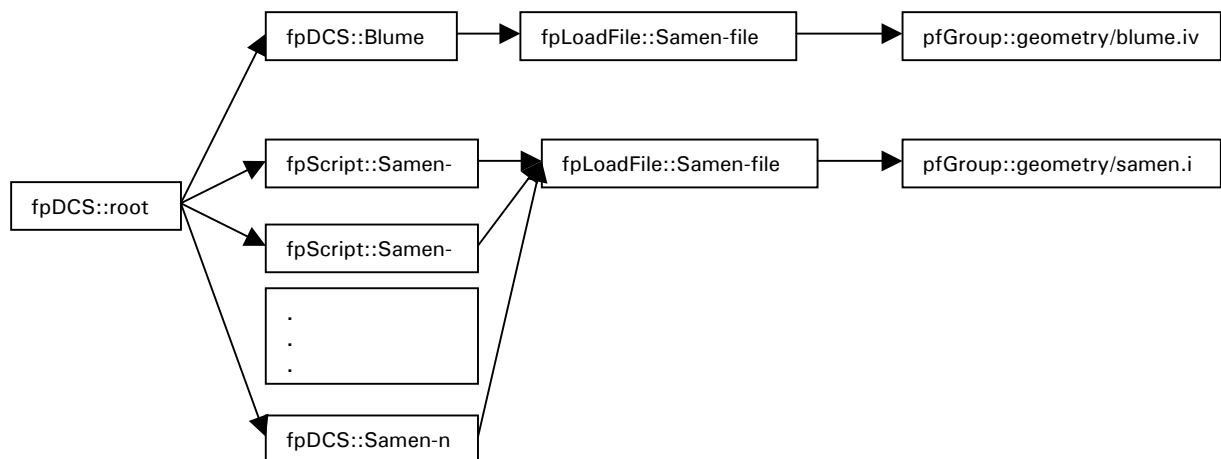 fpDCS::Blume
fpLoadFile::Samen-file
pfGroup::geometry/blume.iv
fpScript::Samen-
fpLoadFile::Samen-file
pfGroup::geometry/samen.i
fpDCS::root
fpScript::Samen-
.
.
.
fpDCS::Samen-n